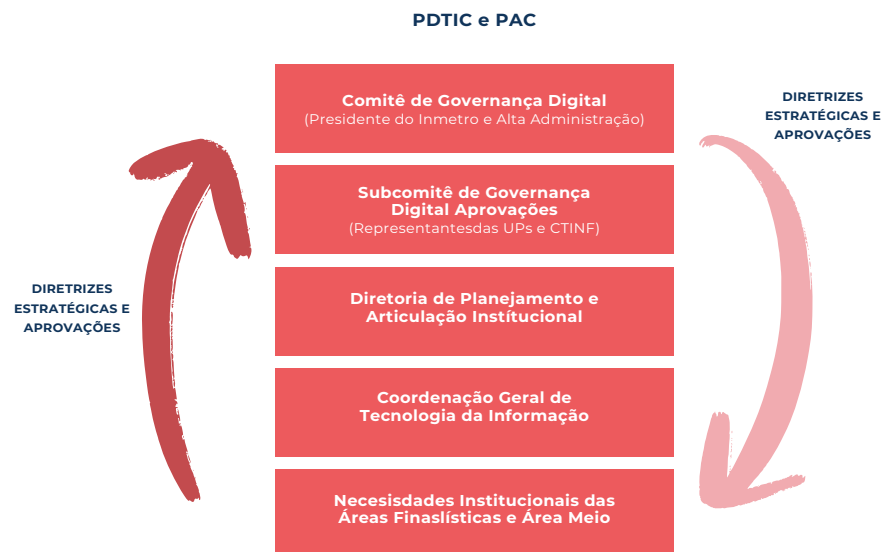 PDTIC e PAC
Comitê de Governança Digital
(Presidente do Inmetro e Alta Administração)
DIRETRIZES
ESTRATÉGICAS E
APROVAÇÕES
Subcomitê de Governança
Digital Aprovações
(Representantesdas UPs e CTINF)
DIRETRIZES
ESTRATÉGICAS E
APROVAÇÕES
Diretoria de Planejamento e
Articulação Instítucional
Coordenação Geral de
Tecnologia da Informação
Necesisdades Institucionais das
Áreas Finaslísticas e Área Meio